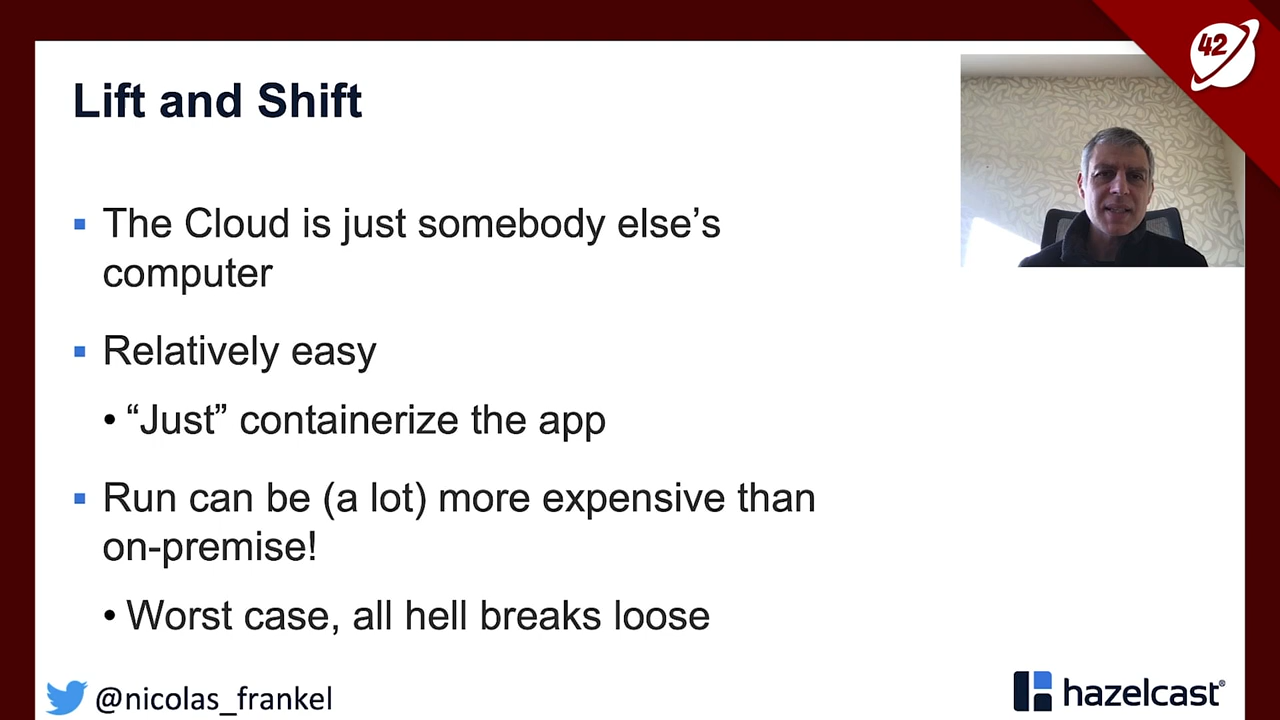 Lift and Shift
42
▪ The Cloud is just somebody else’s
computer
▪ Relatively easy
• “Just” containerize the app
▪ Run can be (a lot) more expensive than
on-premise!
• Worst case, all hell breaks loose
@nicolas_frankel
hazelcast®